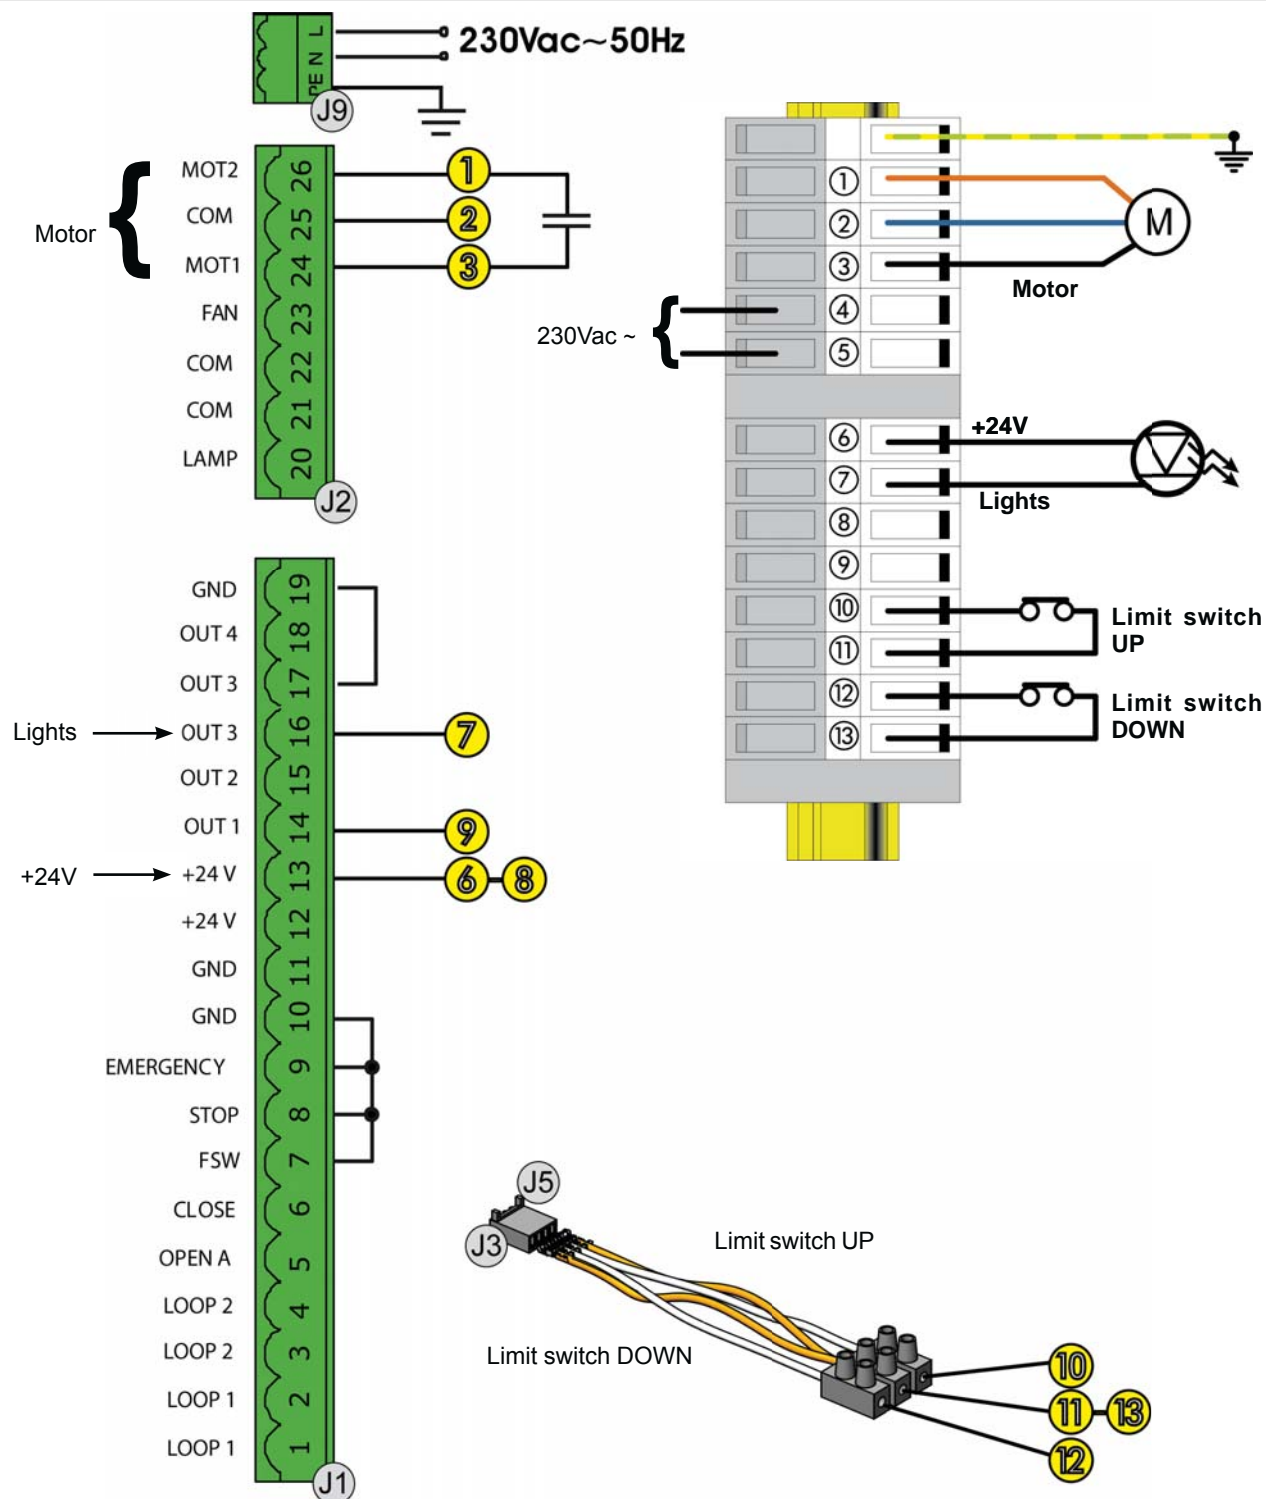 L
N
PE
230Vac~50Hz
J9
Motor
MOT2 26 1
COM 25 2
MOT1 24 3
FAN 23
COM 22
COM 21
LAMP 20
J2
GND 19
OUT 4 18
OUT 3 17
Lights OUT 3 16 7
OUT 2 15
OUT 1 14 9
+24V +24 V 13 6 8
+24 V 12
GND 11
GND 10
EMERGENCY 9
STOP 8
FSW 7
CLOSE 6
OPEN A 5
LOOP 2 4
LOOP 2 3
LOOP 1 2
LOOP 1 1
J1
1
2
M
3
Motor
230Vac ~
4
5
6
+24V
7
Lights
8
9
10
Limit switch
UP
11
12
Limit switch
DOWN
13
J5
J3
Limit switch UP
Limit switch DOWN
10
11 13
12